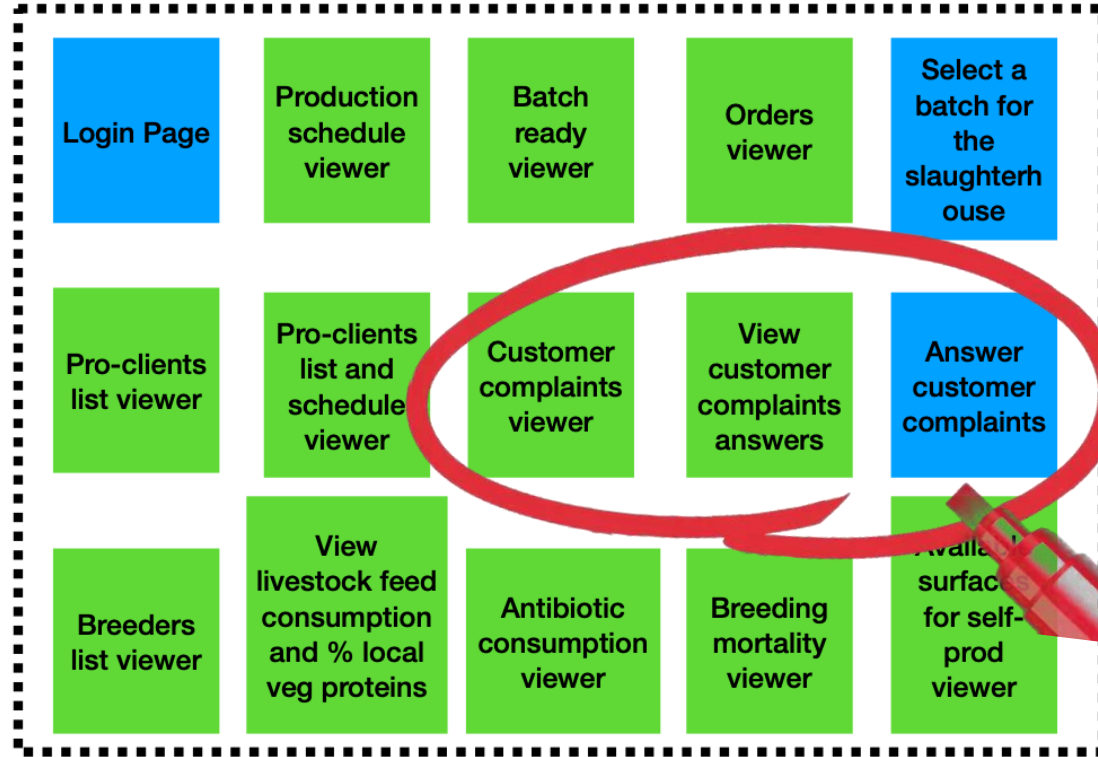 Login Page
Production
schedule
viewer
Batch
ready
viewer
Orders
viewer
Select a
batch for
the
slaughterh
ouse
Pro-clients
list viewer
Pro-clients
list and
schedule
viewer
Customer
complaints
viewer
View
customer
complaints
answers
Answer
customer
complaints
Breeders
list viewer
View
livestock feed
consumption
and % local
veg proteins
Antibiotic
consumption
viewer
Breeding
mortality
viewer
Available
surfaces
for self-
prod
viewer